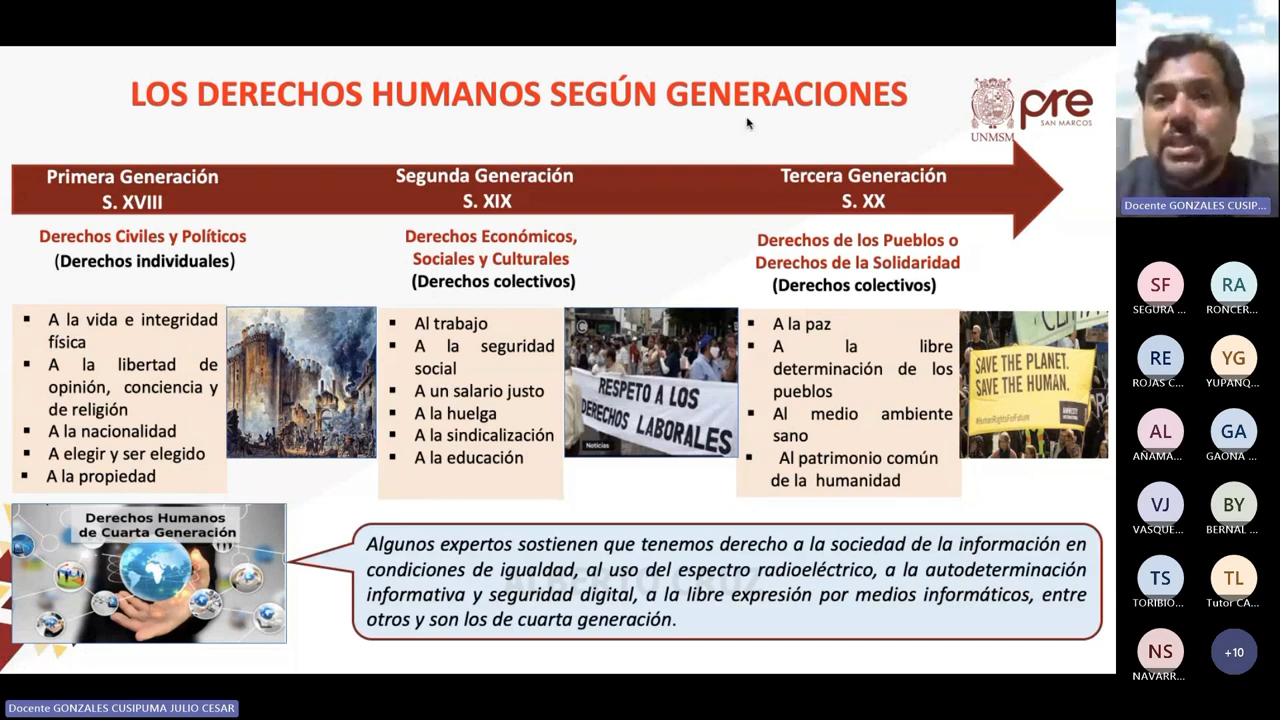 LOS DERECHOS HUMANOS SEGÚN GENERACIONES
UNMSM
pre
SAN MARCOS
Primera Generación
S. XVIII
Segunda Generación
S. XIX
Tercera Generación
S. XX
Derechos Civiles y Políticos
(Derechos individuales)
Derechos Económicos,
Sociales y Culturales
(Derechos colectivos)
Derechos de los Pueblos o
Derechos de la Solidaridad
(Derechos colectivos)
▪ A la vida e integridad
física
▪ A la libertad de
opinión, conciencia y
de religión
▪ A la nacionalidad
▪ A elegir y ser elegido
▪ A la propiedad
▪ Al trabajo
▪ A la seguridad
social
▪ A un salario justo
▪ A la huelga
▪ A la sindicalización
▪ A la educación
RESPETO A LOS
DERECHOS LABORALES
Noticias
▪ A la paz
▪ A la libre
determinación de los
pueblos
▪ Al medio ambiente
sano
▪ Al patrimonio común
de la humanidad
SAVE THE PLANET.
SAVE THE HUMAN.
#HumanRightsForFuture
AMNESTY
INTERNATIONAL
Derechos Humanos
de Cuarta Generación
Algunos expertos sostienen que tenemos derecho a la sociedad de la información en
condiciones de igualdad, al uso del espectro radioeléctrico, a la autodeterminación
informativa y seguridad digital, a la libre expresión por medios informáticos, entre
otros y son los de cuarta generación.
Docente GONZALES CUSIPUMA JULIO CESAR
Docente GONZALES CUSIP...
SF
SEGURA ...
RA
RONCER...
RE
ROJAS C...
YG
YUPANQ...
AL
AÑAMA...
GA
GAONA ...
VJ
VASQUE...
BY
BERNAL ...
TS
TORIBIO...
TL
Tutor CA...
NS
NAVARR...
+10